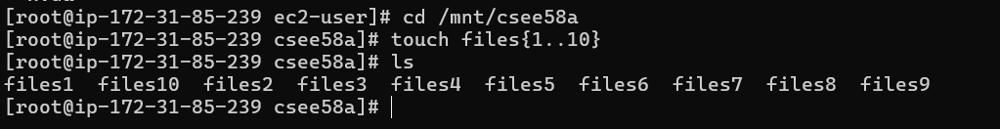 [root@ip-172-31-85-239 ec2-user]# cd /mnt/csee58a
[root@ip-172-31-85-239 csee58a]# touch files{1..10}
[root@ip-172-31-85-239 csee58a]# ls
files1  files10  files2  files3  files4  files5  files6  files7  files8  files9
[root@ip-172-31-85-239 csee58a]#